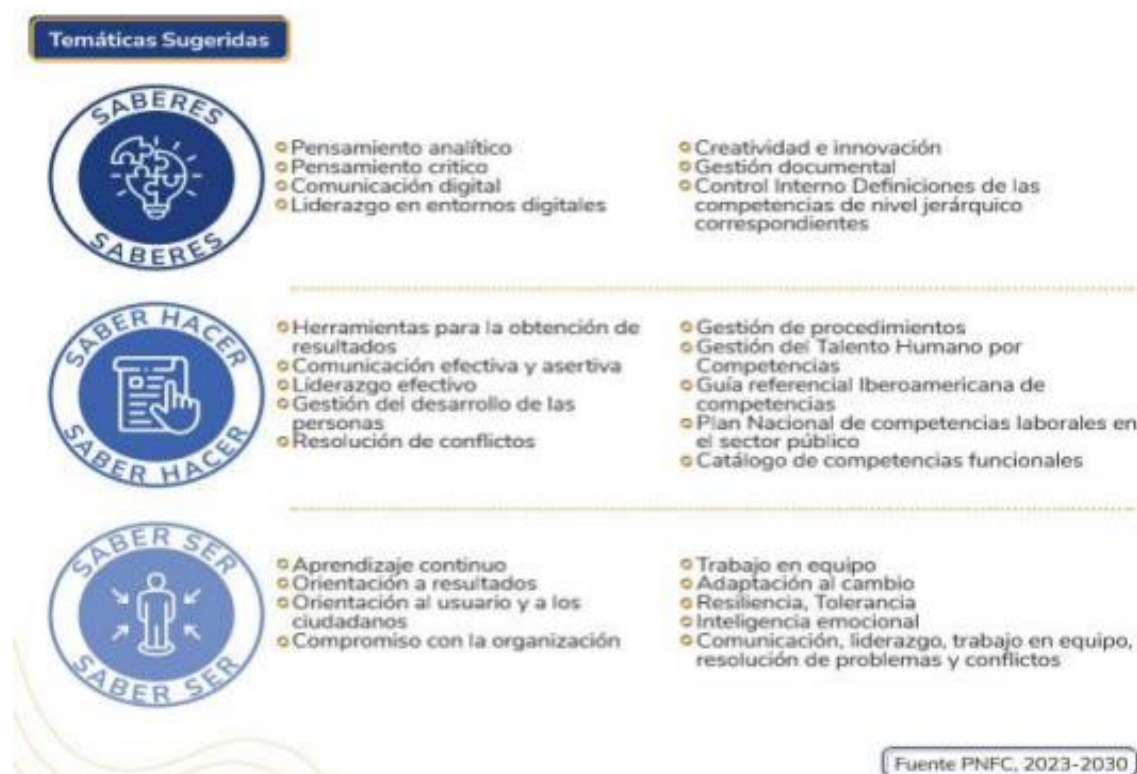 Temáticas Sugeridas
SABERES
SABERES
Pensamiento analítico
Pensamiento critico
Comunicación digital
Liderazgo en entornos digitales
Creatividad e innovación
Gestión documental
Control Interno Definiciones de las
competencias de nivel jerárquico
correspondientes
SABER HACER
SABER HACER
Herramientas para la obtención de
resultados
Comunicación efectiva y asertiva
Liderazgo efectivo
Gestión del desarrollo de las
personas
Resolución de conflictos
Gestión de procedimientos
Gestión del Talento Humano por
Competencias
Guía referencial Iberoamericana de
competencias
Plan Nacional de competencias laborales en
el sector público
Catálogo de competencias funcionales
SABER SER
SABER SER
Aprendizaje continuo
Orientación a resultados
Orientación al usuario y a los
ciudadanos
Compromiso con la organización
Trabajo en equipo
Adaptación al cambio
Resiliencia, Tolerancia
Inteligencia emocional
Comunicación, liderazgo, trabajo en equipo,
resolución de problemas y conflictos
Fuente PNFC, 2023-2030